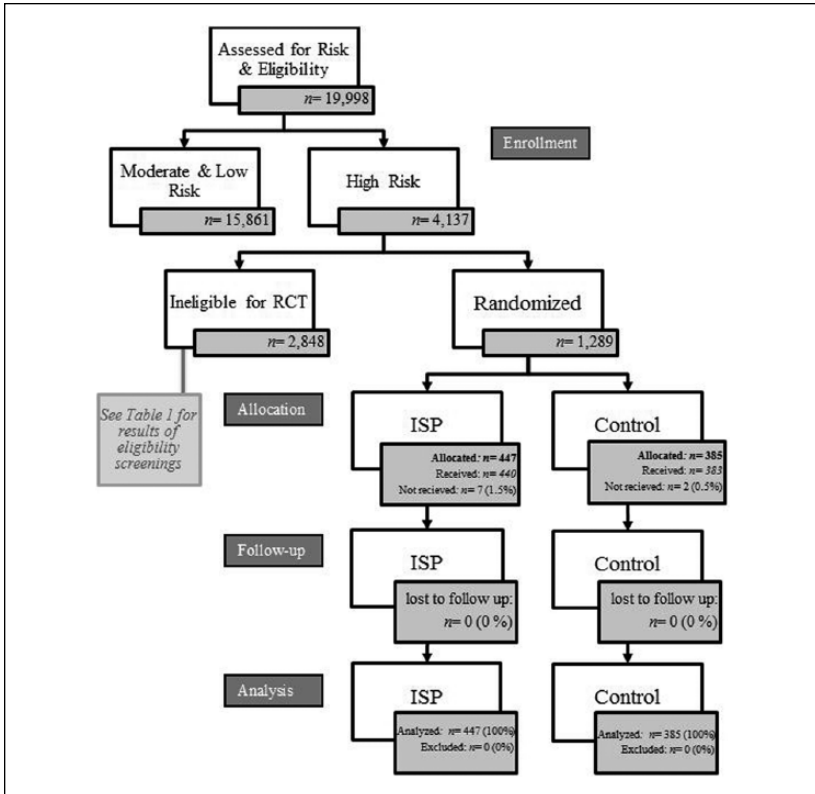 Assessed for Risk
& Eligibility
n= 19,998
Enrollment
Moderate & Low
Risk
n= 15,861
High Risk
n= 4,137
Ineligible for RCT
n= 2,848
Randomized
n= 1,289
See Table 1 for
results of
eligibility
screenings
Allocation
ISP
Allocated: n= 447
Received: n= 440
Not recieved: n= 7 (1.5%)
Control
Allocated: n= 385
Received: n= 383
Not recieved: n= 2 (0.5%)
Follow-up
ISP
lost to follow up:
n= 0 (0 %)
Control
lost to follow up:
n= 0 (0 %)
Analysis
ISP
Analyzed: n= 447 (100%)
Excluded: n= 0 (0%)
Control
Analyzed: n= 385 (100%)
Excluded: n= 0 (0%)